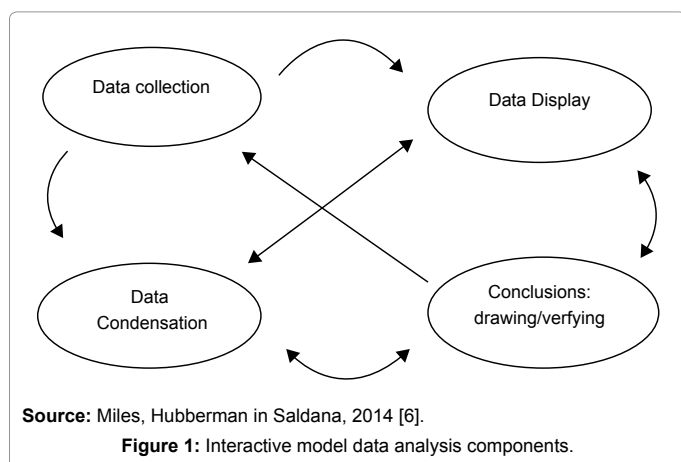 Data collection
Data Display
Data
Condensation
Conclusions:
drawing/verfying
Source: Miles, Hubberman in Saldana, 2014 [6].
Figure 1: Interactive model data analysis components.